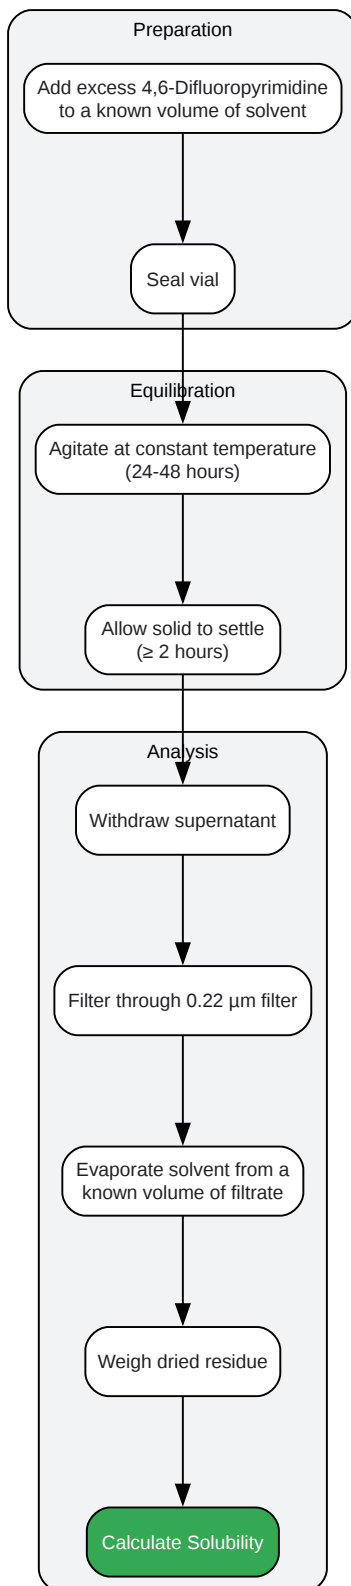 Preparation
Add excess 4,6-Difluoropyrimidine
to a known volume of solvent
Seal vial
Equilibration
Agitate at constant temperature
(24-48 hours)
Allow solid to settle
(≥ 2 hours)
Analysis
Withdraw supernatant
Filter through 0.22 µm filter
Evaporate solvent from a
known volume of filtrate
Weigh dried residue
Calculate Solubility